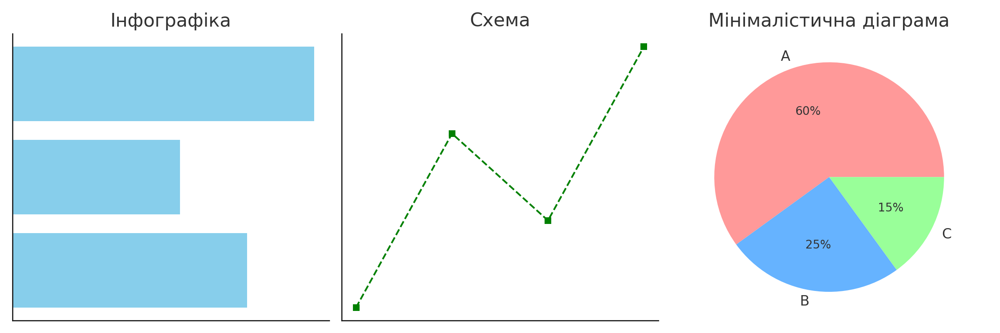 Інфографіка
Схема
Мінімалістична діаграма
A
60%
15%
C
25%
B